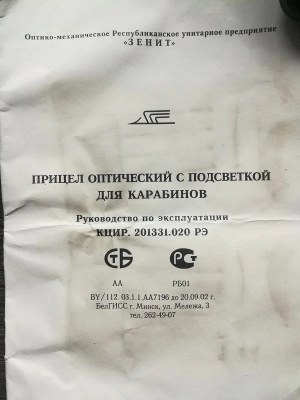 Оптико-механическое Республиканское унитарное предприятие
«ЗЕНИТ»
ПРИЦЕЛ ОПТИЧЕСКИЙ С ПОДСВЕТКОЙ
ДЛЯ КАРАБИНОВ
Руководство по эксплуатации
КЦИР. 201331.020 РЭ
СТБ РСТ
АА РБ01
BY/112. 03.1.1.АА7196 до 20.09.02 г.
БелГИСС г. Минск, ул. Мележа, 3
тел. 262-49-07